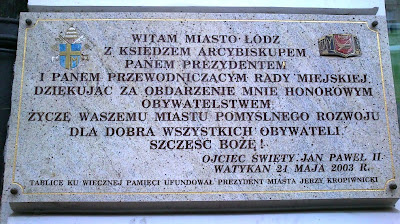 WITAM MIASTO ŁÓDŹ
Z KSIĘDZEM ARCYBISKUPEM
PANEM PREZYDENTEM
I PANEM PRZEWODNICZĄCYM RADY MIEJSKIEJ,
DZIĘKUJĄC ZA OBDARZENIE MNIE HONOROWYM
OBYWATELSTWEM.
ŻYCZĘ WASZEMU MIASTU POMYŚLNEGO ROZWOJU
DLA DOBRA WSZYSTKICH OBYWATELI.
SZCZĘŚĆ BOŻE!
OJCIEC ŚWIĘTY JAN PAWEŁ II
WATYKAN 21 MAJA 2003 R.
TABLICĘ KU WIECZNEJ PAMIĘCI UFUNDOWAŁ PREZYDENT MIASTA JERZY KROPIWNICKI